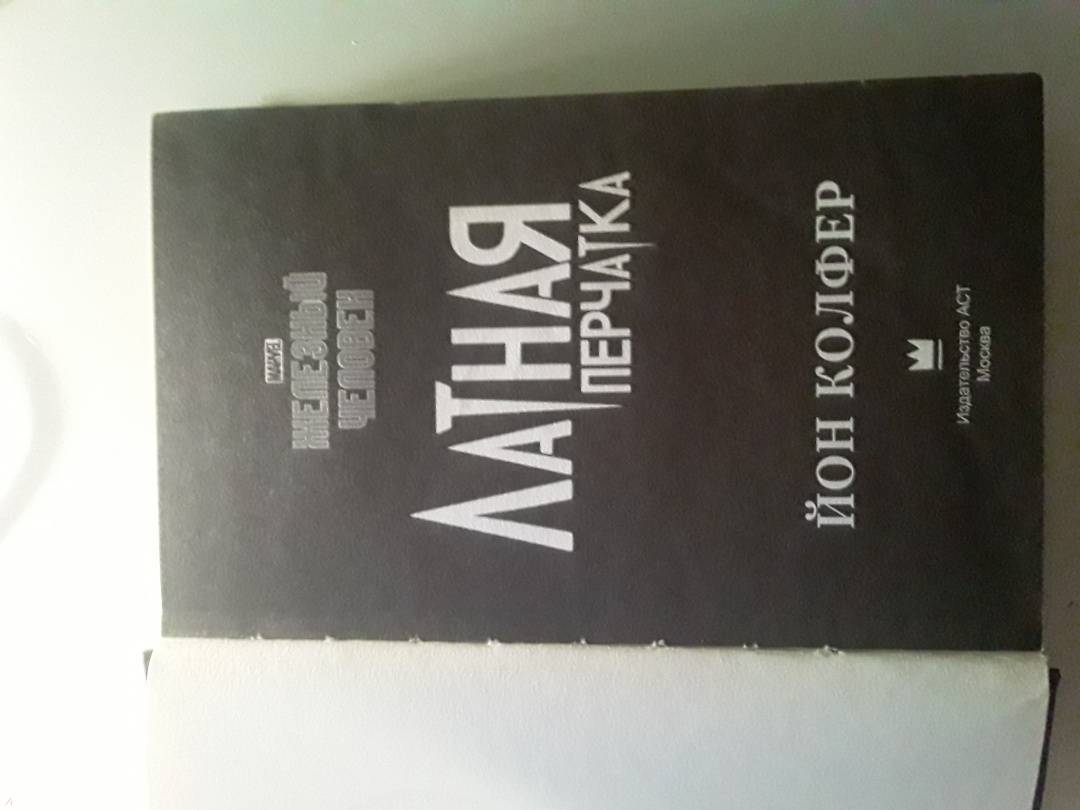 MARVEL
ЖЕЛЕЗНЫЙ
ЧЕЛОВЕК
ЛАТНАЯ
ПЕРЧАТКА
ЙОН КОЛФЕР
Издательство АСТ
Москва